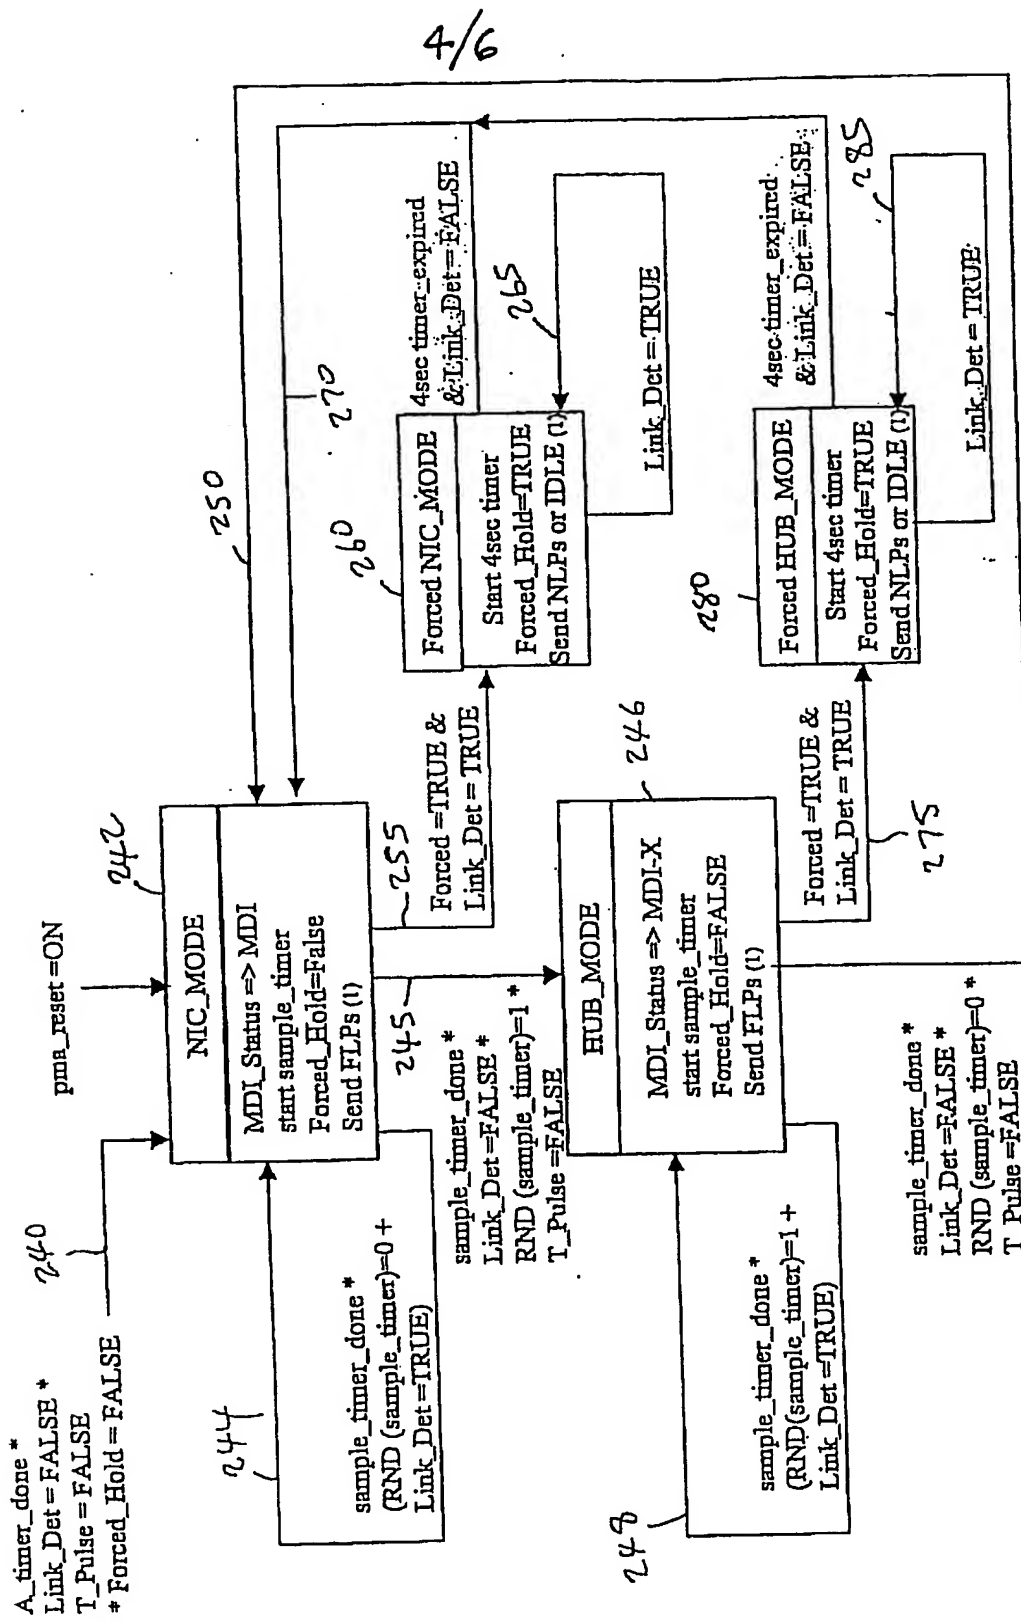 4/6
A_timer_done *
Link_Det = FALSE *
T_Pulse = FALSE
* Forced_Hold = FALSE
240
pma_reset =ON
242
NIC_MODE
MDI_Status => MDI
start sample_timer
Forced_Hold=False
Send FLPs (1)
250
270
244
sample_timer_done *
(RND (sample_timer)=0 +
Link_Det =TRUE)
245
sample_timer_done *
Link_Det=FALSE *
RND (sample_timer)=1 *
T_Pulse =FALSE
255
Forced =TRUE &
Link_Det = TRUE
260
Forced NIC_MODE
Start 4sec timer
Forced_Hold=TRUE
Send NLPs or IDLE (1)
4sec timer_expired
& Link_Det = FALSE
265
Link_Det = TRUE
246
HUB_MODE
MDI_Status => MDI-X
start sample_timer
Forced_Hold=FALSE
Send FLPs (1)
248
sample_timer_done *
(RND(sample_timer)=1 +
Link_Det =TRUE)
sample_timer_done *
Link_Det=FALSE *
RND (sample_timer)=0 *
T_Pulse =FALSE
275
Forced =TRUE &
Link_Det = TRUE
280
Forced HUB_MODE
Start 4sec timer
Forced_Hold=TRUE
Send NLPs or IDLE (1)
4sec timer_expired
& Link_Det = FALSE
285
Link_Det = TRUE